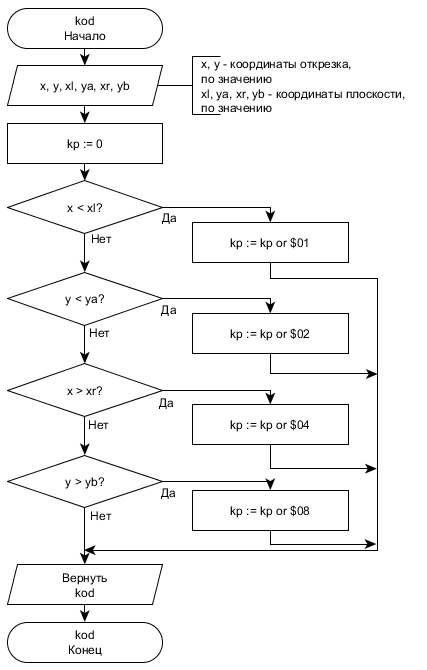 kod
Начало
x, y, xl, ya, xr, yb
x, y - координаты открезка,
по значению
xl, ya, xr, yb - координаты плоскости,
по значению
kp := 0
x < xl?
Да
Нет
kp := kp or $01
y < ya?
Да
Нет
kp := kp or $02
x > xr?
Да
Нет
kp := kp or $04
y > yb?
Да
Нет
kp := kp or $08
Вернуть
kod
kod
Конец